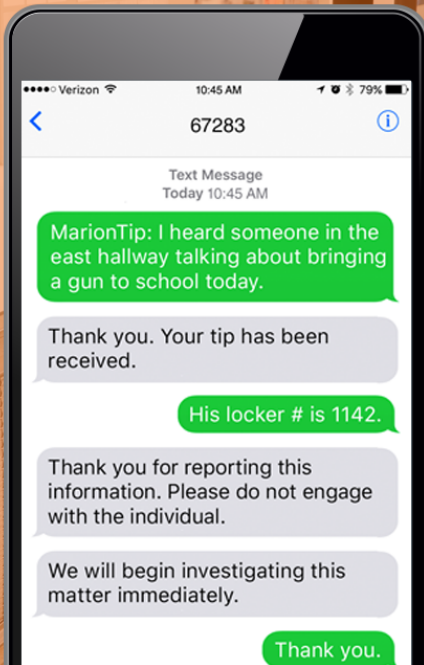 Verizon 10:45 AM 79%
67283
Text Message
Today 10:45 AM
MarionTip: I heard someone in the
east hallway talking about bringing
a gun to school today.
Thank you. Your tip has been
received.
His locker # is 1142.
Thank you for reporting this
information. Please do not engage
with the individual.
We will begin investigating this
matter immediately.
Thank you.